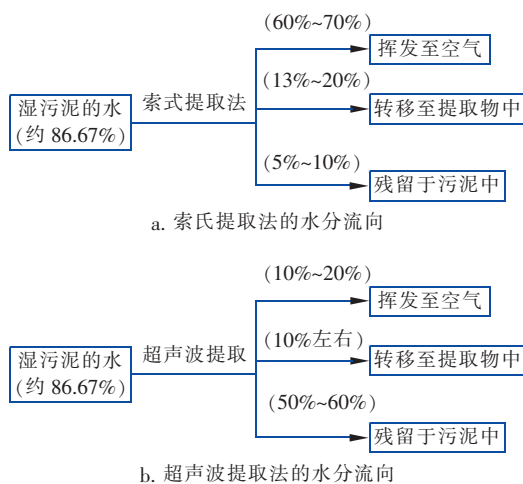 (60%~70%)
挥发至空气
(13%~20%)
湿污泥的水
(约 86.67%)
索式提取法
转移至提取物中
(5%~10%)
残留于污泥中
a. 索氏提取法的水分流向
(10%~20%)
挥发至空气
(10%左右)
湿污泥的水
(约 86.67%)
超声波提取
转移至提取物中
(50%~60%)
残留于污泥中
b. 超声波提取法的水分流向